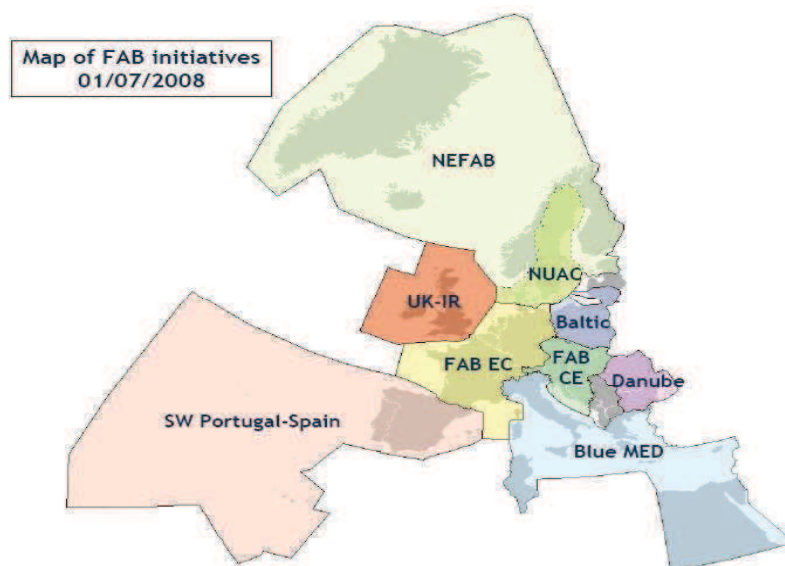 Map of FAB initiatives
01/07/2008
NEFAB
NUAC
UK-IR
Baltic
FAB EC
FAB
CE
Danube
SW Portugal-Spain
Blue MED